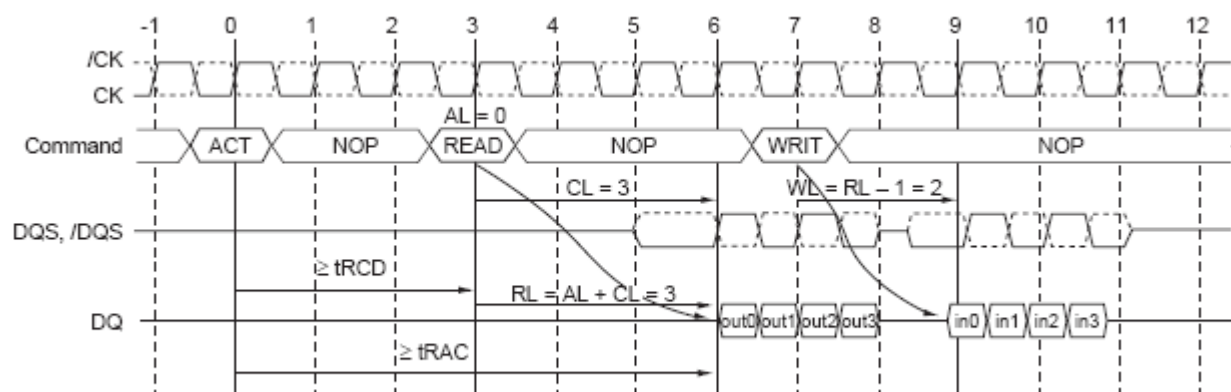 -1 0 1 2 3 4 5 6 7 8 9 10 11 12
/CK
CK
AL = 0
Command ACT NOP READ NOP WRIT NOP
CL = 3 WL = RL – 1 = 2
DQS, /DQS
≥ tRCD
RL = AL + CL = 3
DQ out0 out1 out2 out3 in0 in1 in2 in3
≥ tRAC